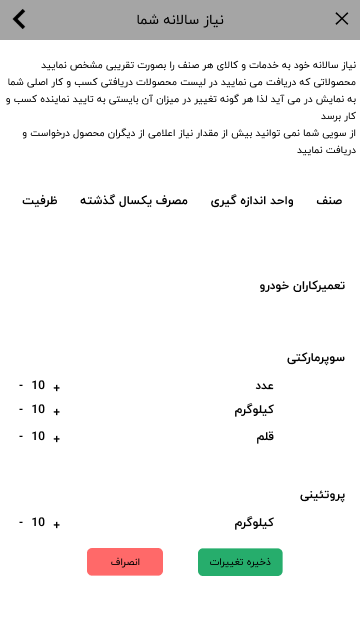 نیاز سالانه شما
نیاز سالانه خود به خدمات و کالای هر صنف را بصورت تقریبی مشخص نمایید
محصولاتی که دریافت می نمایید در لیست محصولات دریافتی کسب و کار اصلی شما
به نمایش در می آید لذا هر گونه تغییر در میزان آن بایستی به تایید نماینده کسب و
کار برسد
از سویی شما نمی توانید بیش از مقدار نیاز اعلامی از دیگران محصول درخواست و
دریافت نمایید
صنف واحد اندازه گیری مصرف یکسال گذشته ظرفیت
تعمیرکاران خودرو
سوپرمارکتی
عدد + 10 -
کیلوگرم + 10 -
قلم + 10 -
پروتئینی
کیلوگرم + 10 -
ذخیره تغییرات انصراف